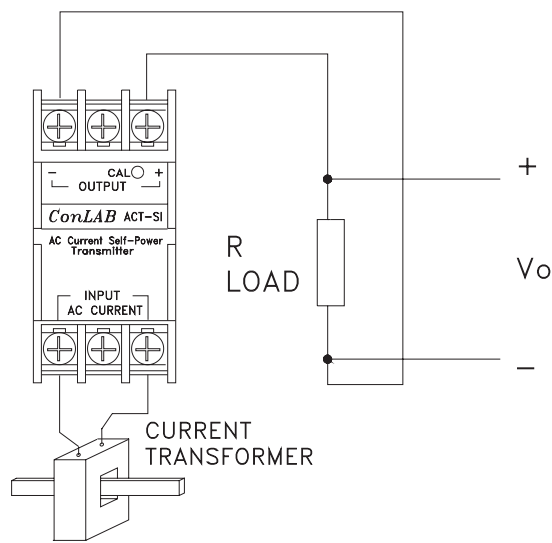 - CAL +
OUTPUT
ConLAB ACT-SI
AC Current Self-Power
Transmitter
INPUT
AC CURRENT
R
LOAD
+
Vo
-
CURRENT
TRANSFORMER